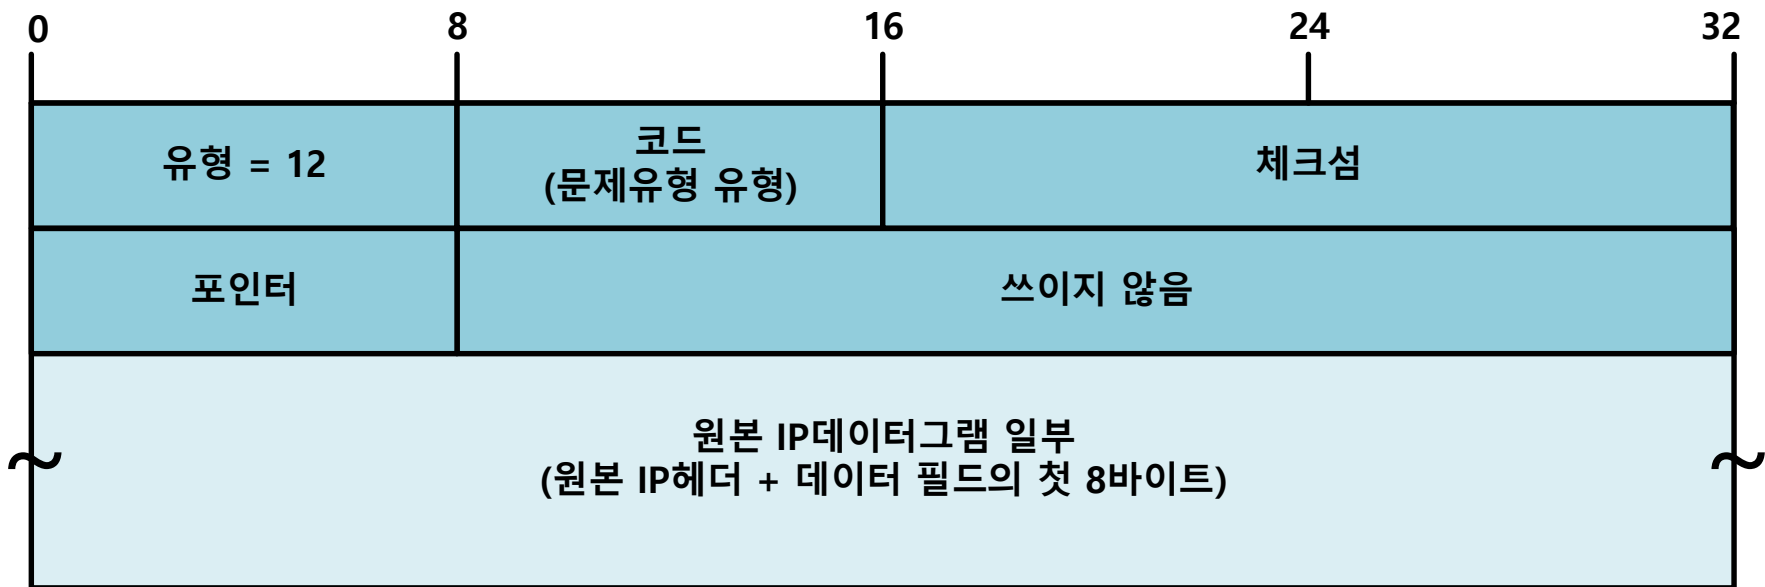 0 8 16 24 32
유형 = 12
코드
(문제유형 유형)
체크섬
포인터
쓰이지 않음
원본 IP데이터그램 일부
(원본 IP헤더 + 데이터 필드의 첫 8바이트)